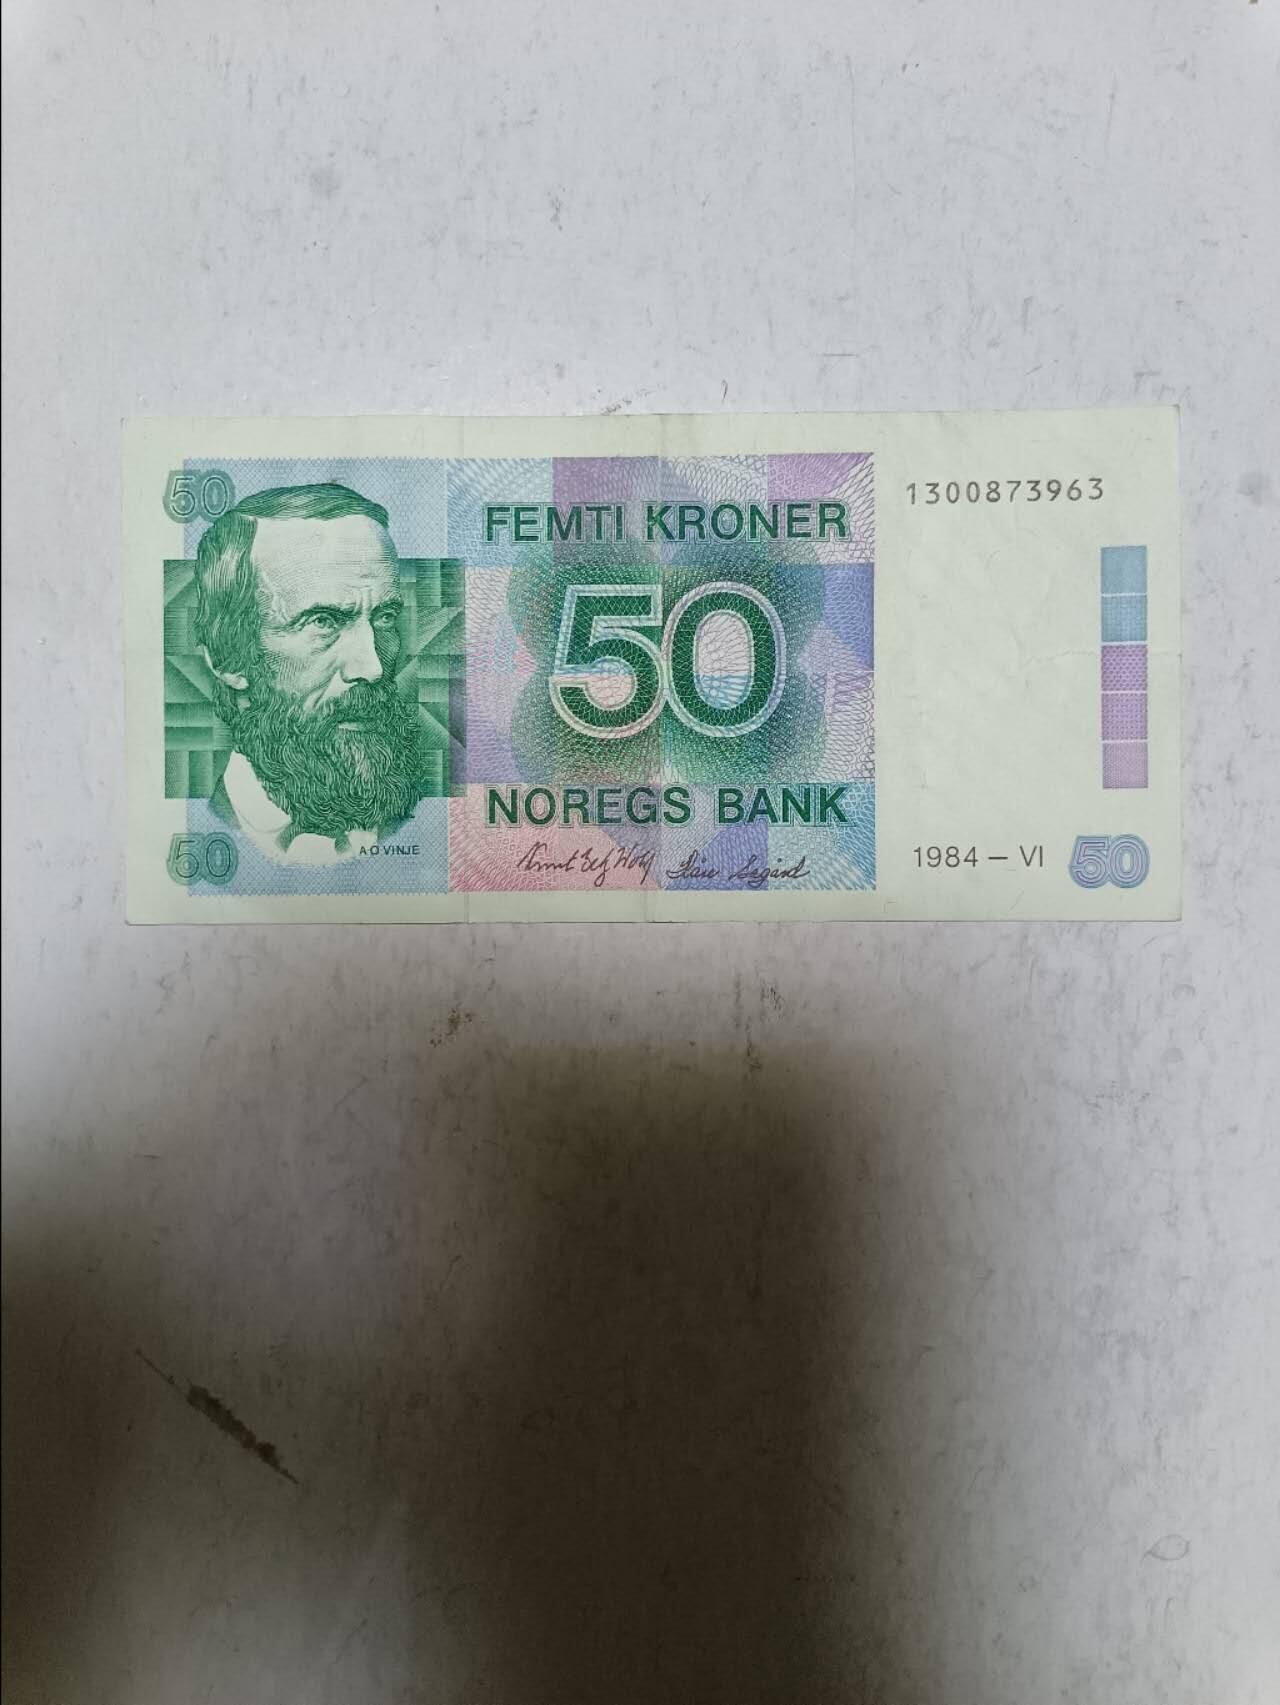 50
FEMTI KRONER
1300873963
50
NOREGS BANK
50
A O VINJE
1984 – VI
50